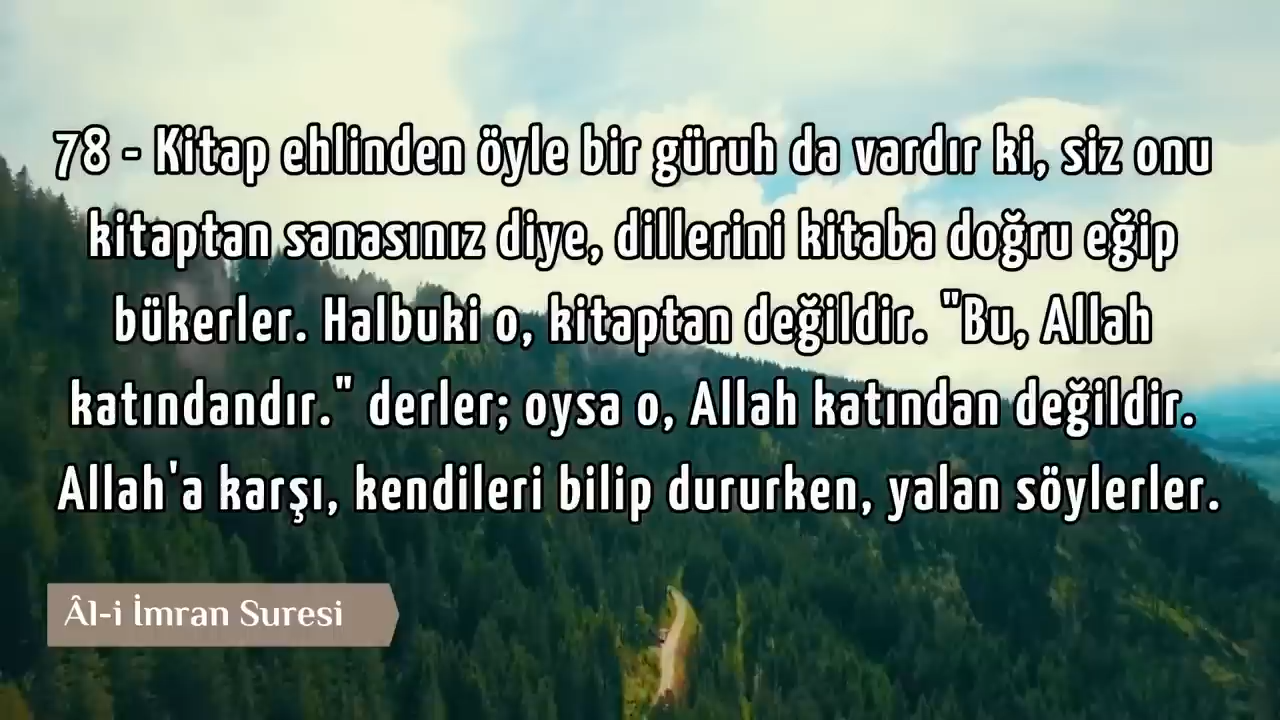 78 - Kitap ehlinden öyle bir güruh da vardır ki, siz onu
kitaptan sanasınız diye, dillerini kitaba doğru eğip
bükerler. Halbuki o, kitaptan değildir. "Bu, Allah
katındandır." derler; oysa o, Allah katından değildir.
Allah'a karşı, kendileri bilip dururken, yalan söylerler.
Âl-i İmran Suresi